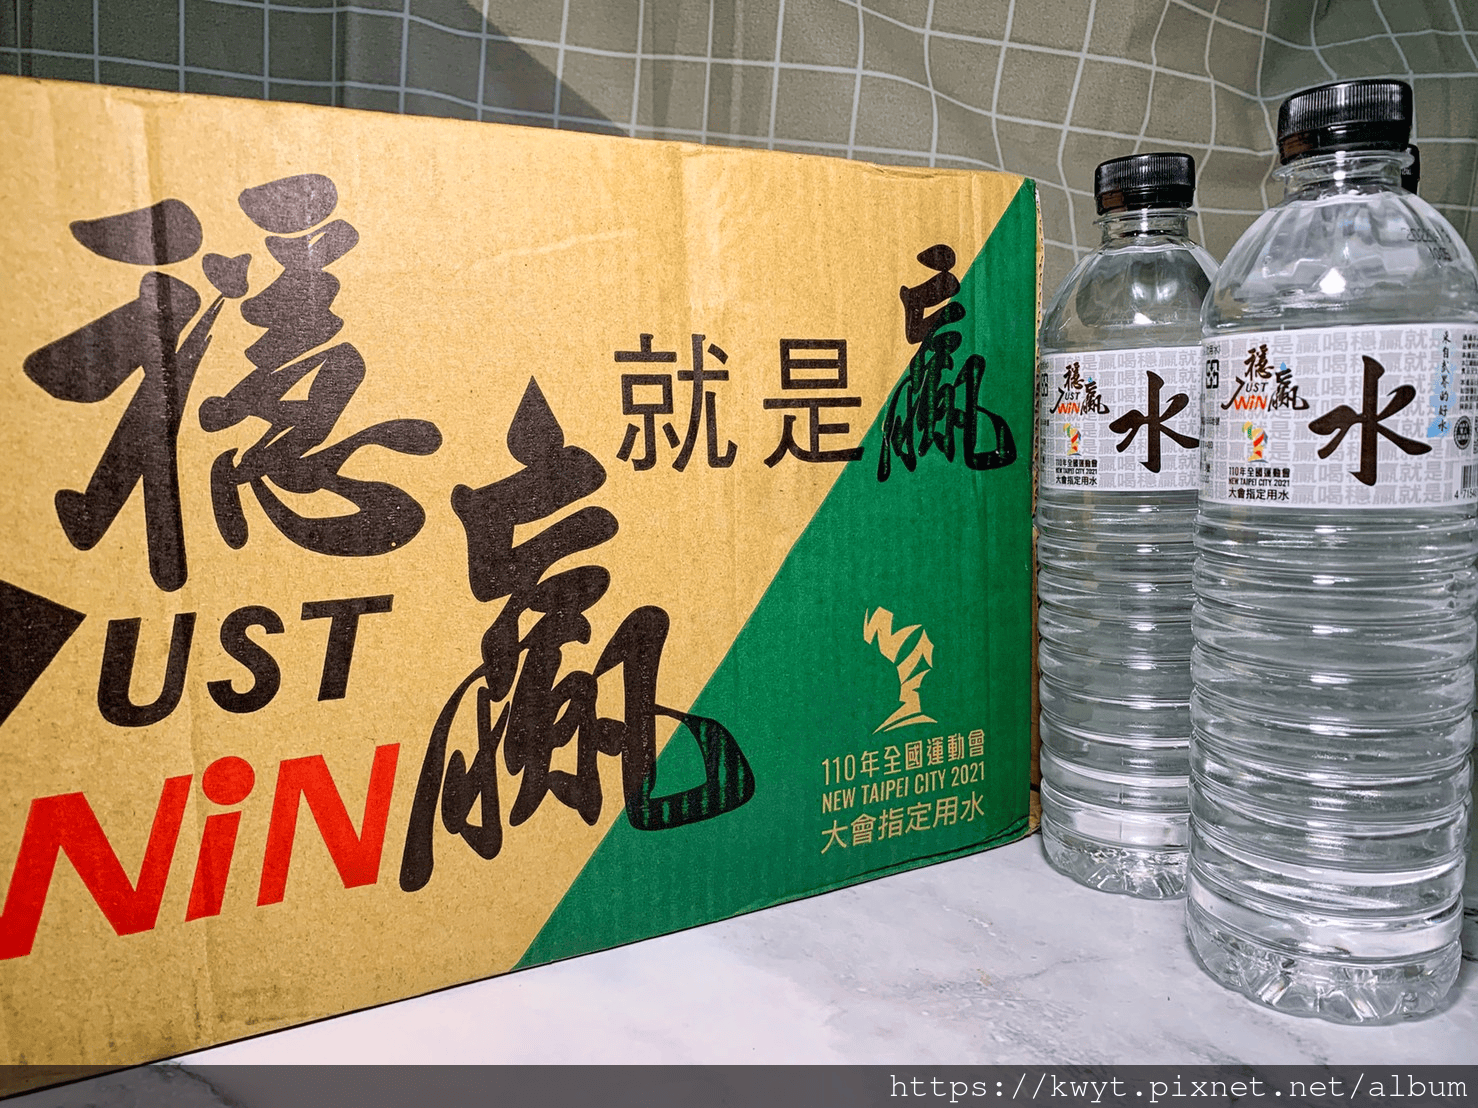 穩
UST
WiN
贏
就是贏
110年全國運動會
NEW TAIPEI CITY 2021
大會指定用水
穩
UST
WiN
贏
水
110年全國運動會
NEW TAIPEI CITY 2021
大會指定用水
穩
UST
WiN
贏
水
110年全國運動會
NEW TAIPEI CITY 2021
大會指定用水
https://kwyt.pixnet.net/album